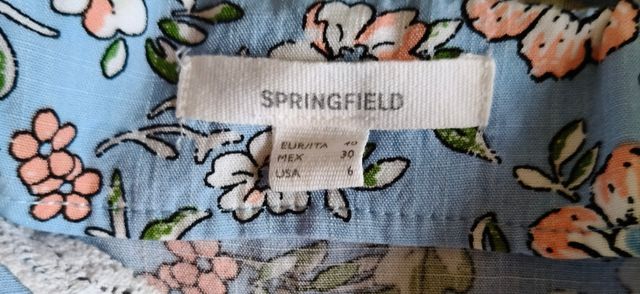 SPRINGFIELD
EUR/ITA 40
MEX 30
USA 6